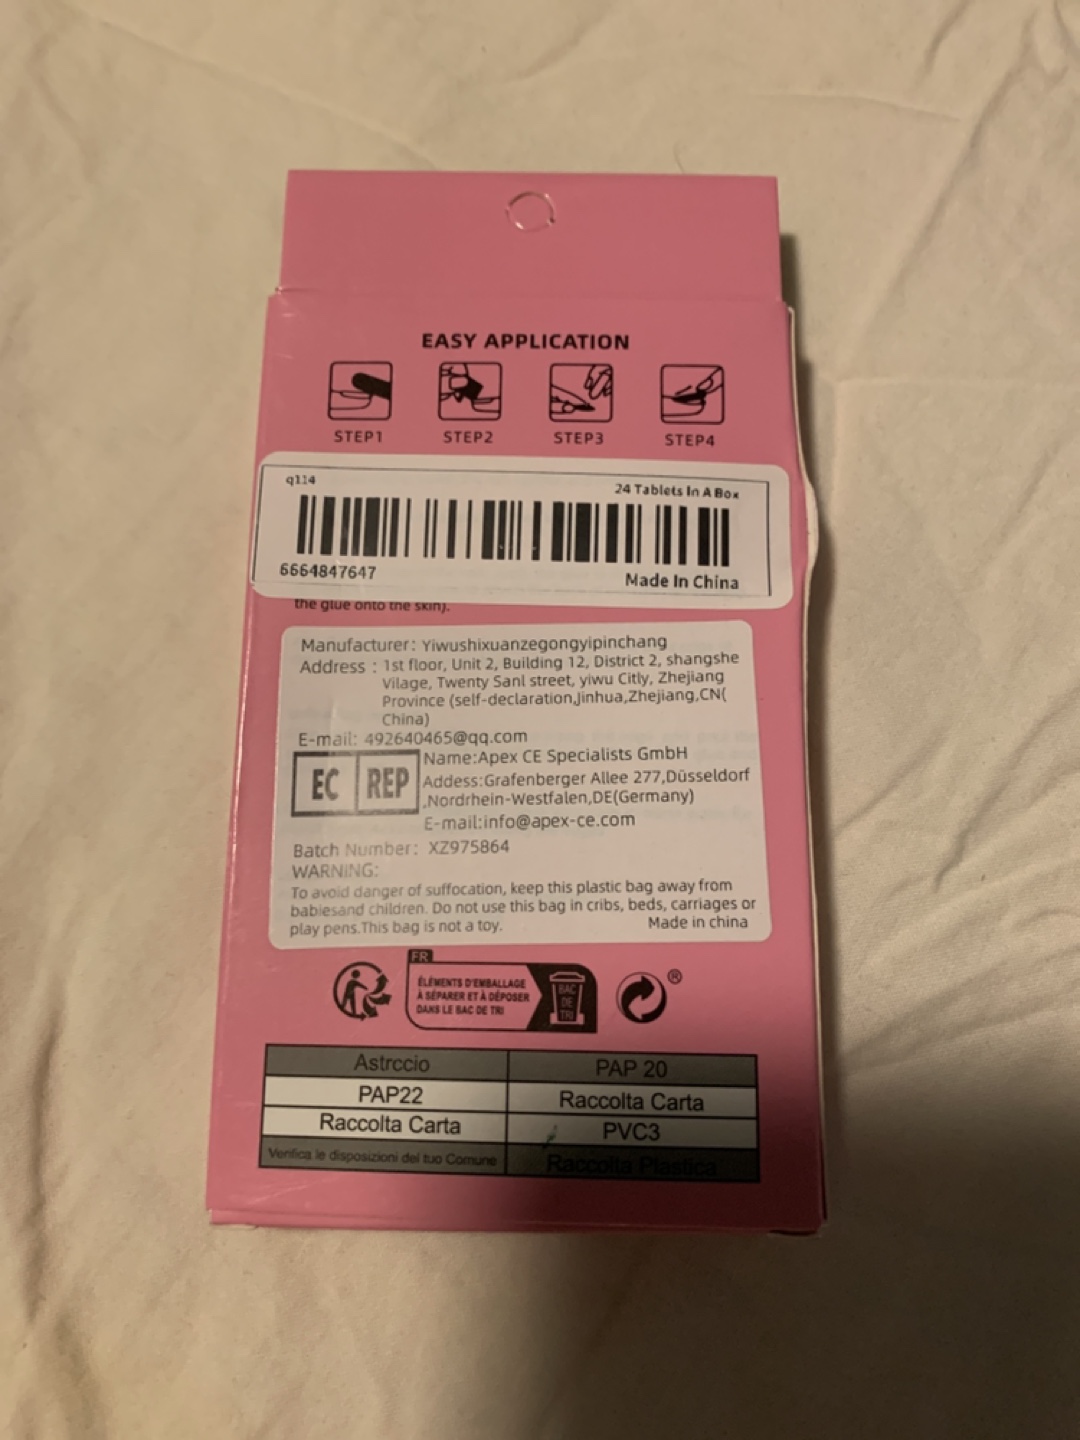 EASY APPLICATION
STEP1 STEP2 STEP3 STEP4
q114 24 Tablets In A Box
6664847647 Made In China
the glue onto the skin).
Manufacturer: Yiwushixuanzegongyipinchang
Address : 1st floor, Unit 2, Building 12, District 2, shangshe
Vilage, Twenty Sanl street, yiwu Citly, Zhejiang
Province (self-declaration,Jinhua,Zhejiang,CN(
China)
E-mail: 492640465@qq.com
EC REP
Name:Apex CE Specialists GmbH
Addess:Grafenberger Allee 277,Düsseldorf
,Nordrhein-Westfalen,DE(Germany)
E-mail:info@apex-ce.com
Batch Number: XZ975864
WARNING:
To avoid danger of suffocation, keep this plastic bag away from
babiesand children. Do not use this bag in cribs, beds, carriages or
play pens.This bag is not a toy. Made in china
FR
ÉLÉMENTS D'EMBALLAGE
À SÉPARER ET À DÉPOSER
DANS LE BAC DE TRI
BAC
DE
TRI
®
Astrccio PAP 20
PAP22 Raccolta Carta
Raccolta Carta PVC3
Verifica le disposizioni del tuo Comune Raccolta Plastica